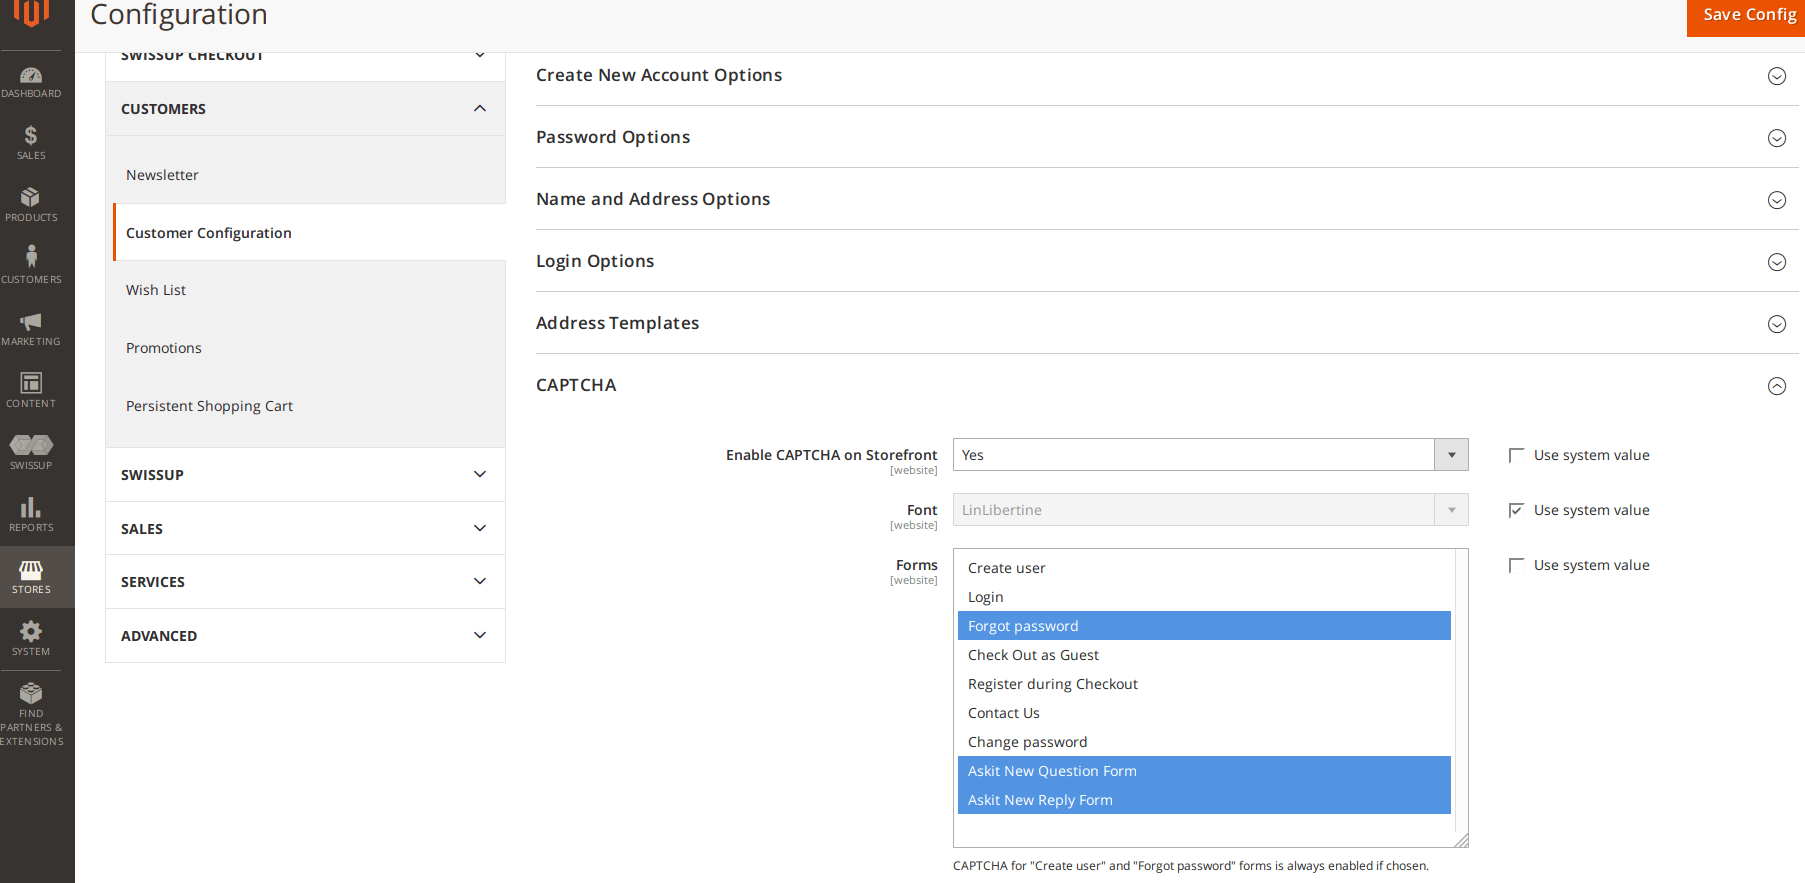 Configuration
Save Config
DASHBOARD
SALES
PRODUCTS
CUSTOMERS
MARKETING
CONTENT
SWISSUP
REPORTS
STORES
SYSTEM
FIND
PARTNERS &
EXTENSIONS
SWISSUP CHECKOUT
CUSTOMERS
Newsletter
Customer Configuration
Wish List
Promotions
Persistent Shopping Cart
SWISSUP
SALES
SERVICES
ADVANCED
Create New Account Options
Password Options
Name and Address Options
Login Options
Address Templates
CAPTCHA
Enable CAPTCHA on Storefront Yes Use system value
[website]
Font LinLibertine Use system value
[website]
Forms Use system value
[website]
Create user
Login
Forgot password
Check Out as Guest
Register during Checkout
Contact Us
Change password
Askit New Question Form
Askit New Reply Form
CAPTCHA for "Create user" and "Forgot password" forms is always enabled if chosen.